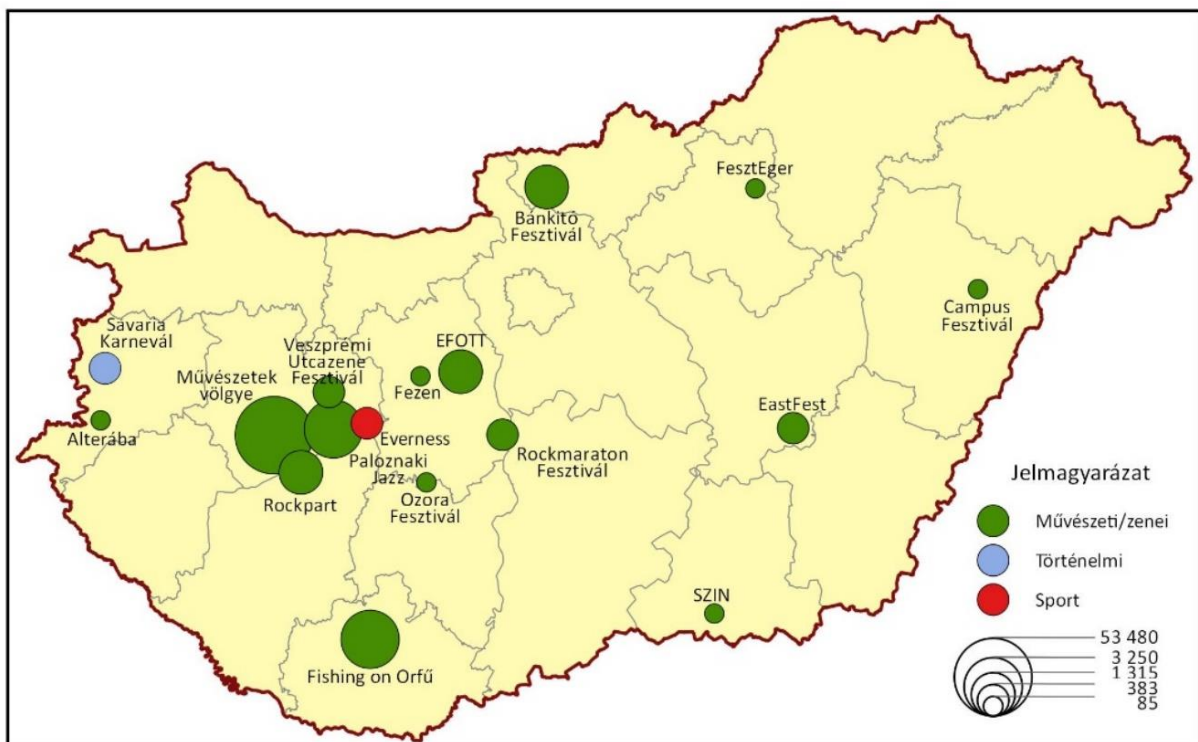 FesztEger
Bánkitó
Fesztivál
Campus
Fesztivál
Savaria
Karnevál
Veszprémi
Utcazene
Fesztivál
EFOTT
Művészetek
völgye
Fezen
Alterába
Everness
EastFest
Paloznaki
Jazz
Rockmaraton
Fesztivál
Rockpart
Ozora
Fesztivál
SZIN
Fishing on Orfű
Jelmagyarázat
Művészeti/zenei
Történelmi
Sport
53 480
3 250
1 315
383
85